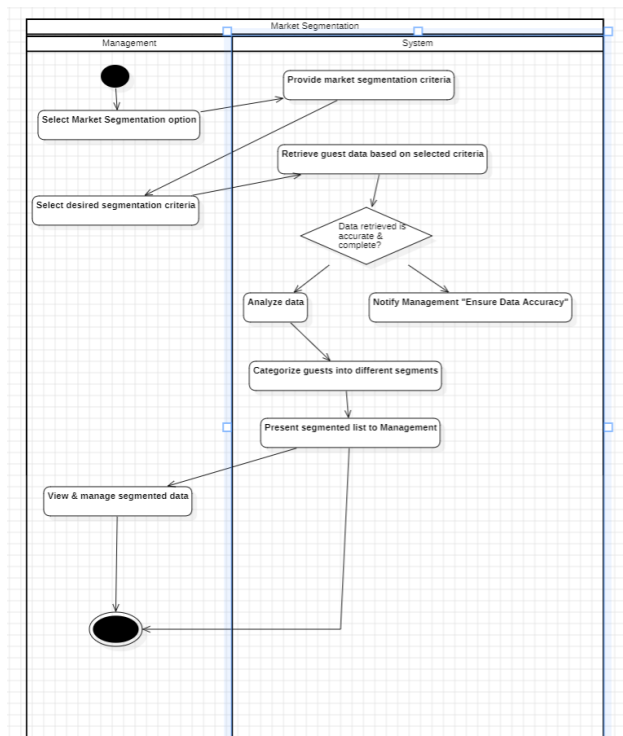 Market Segmentation
Management
System
Provide market segmentation criteria
Select Market Segmentation option
Retrieve guest data based on selected criteria
Select desired segmentation criteria
Data retrieved is
accurate &
complete?
Analyze data
Notify Management "Ensure Data Accuracy"
Categorize guests into different segments
Present segmented list to Management
View & manage segmented data